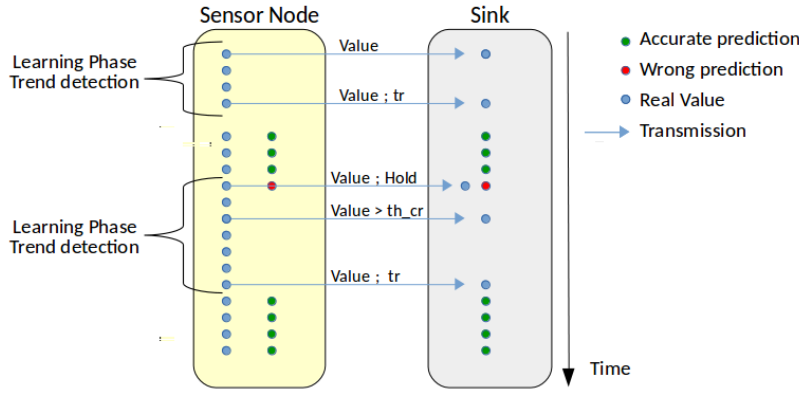 Sensor Node
Sink
Learning Phase
Trend detection
Value
Value ; tr
Value ; Hold
Value > th_cr
Value ; tr
Learning Phase
Trend detection
Accurate prediction
Wrong prediction
Real Value
Transmission
Time